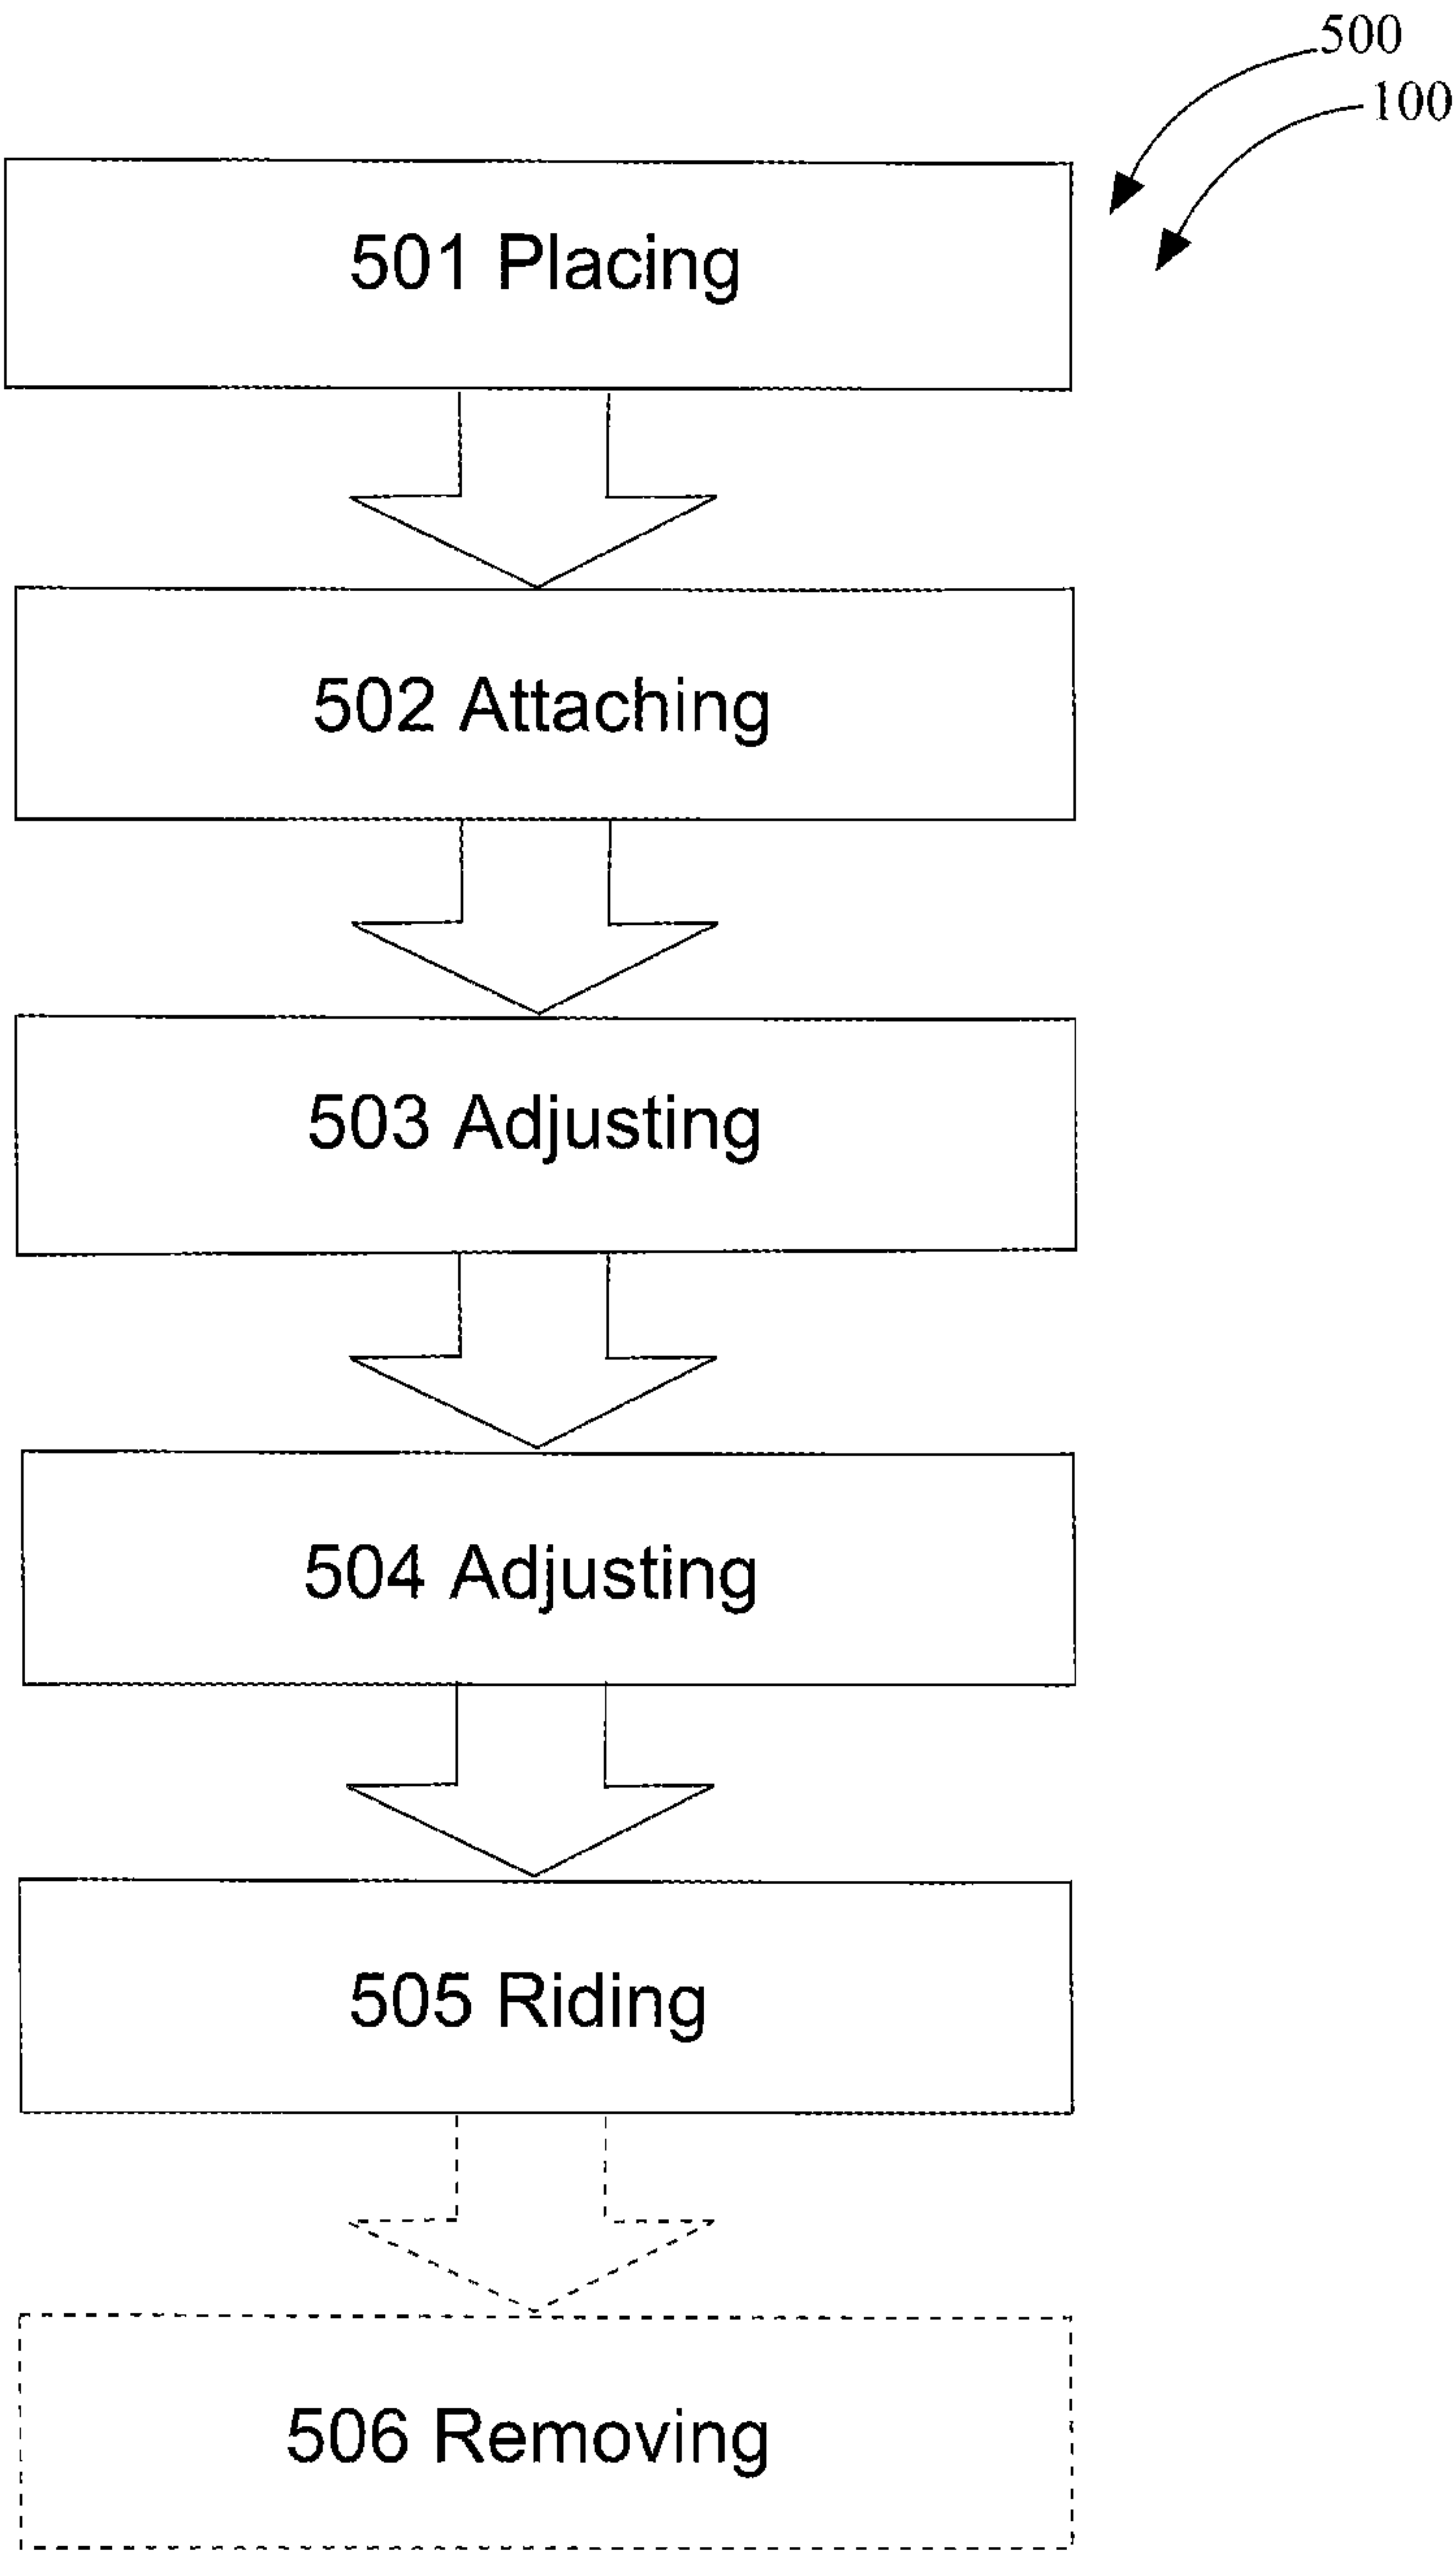 500
100
501 Placing
502 Attaching
503 Adjusting
504 Adjusting
505 Riding
506 Removing